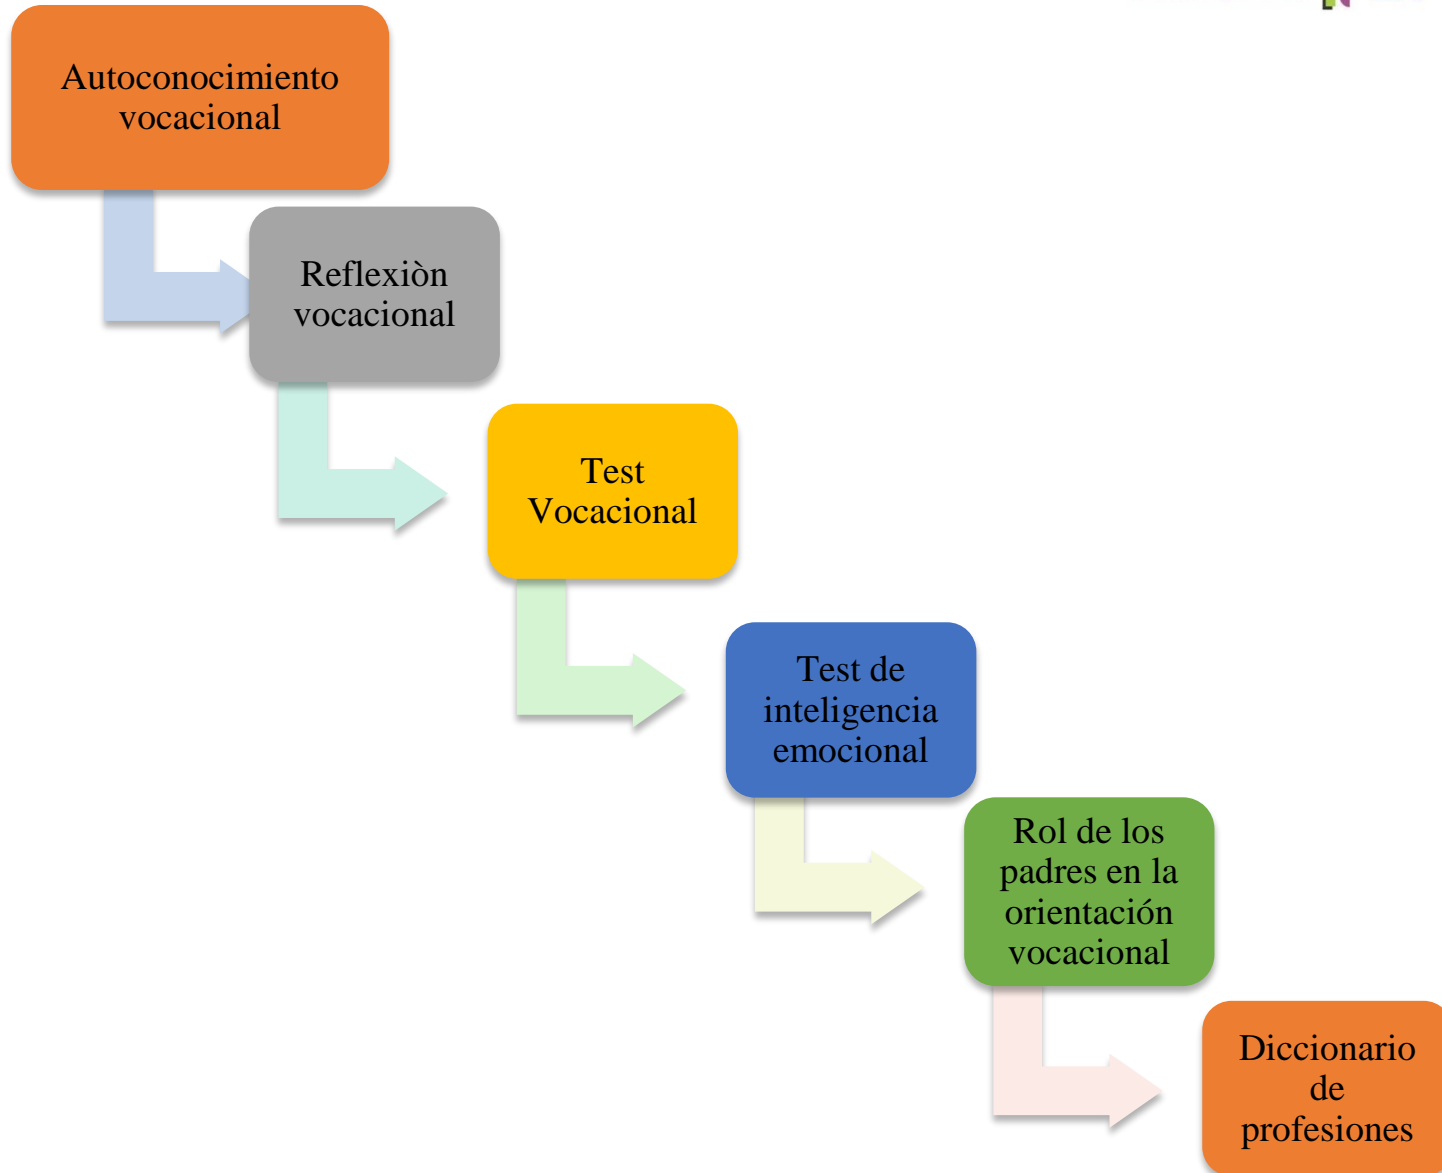 Autoconocimiento
vocacional
Reflexiòn
vocacional
Test
Vocacional
Test de
inteligencia
emocional
Rol de los
padres en la
orientación
vocacional
Diccionario
de
profesiones